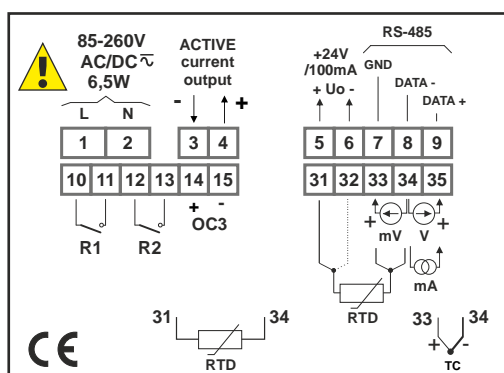 RS-485
85-260V
AC/DC
6,5W
ACTIVE
current
output
+24V
/100mA
+ Uo -
GND
DATA -
DATA +
L N
- +
1 2 3 4 5 6 7 8 9
10 11 12 13 14 15 31 32 33 34 35
+ -
R1 R2 OC3
+ mV V +
mA
RTD
31 34
RTD
33 34
+ -
TC
CE